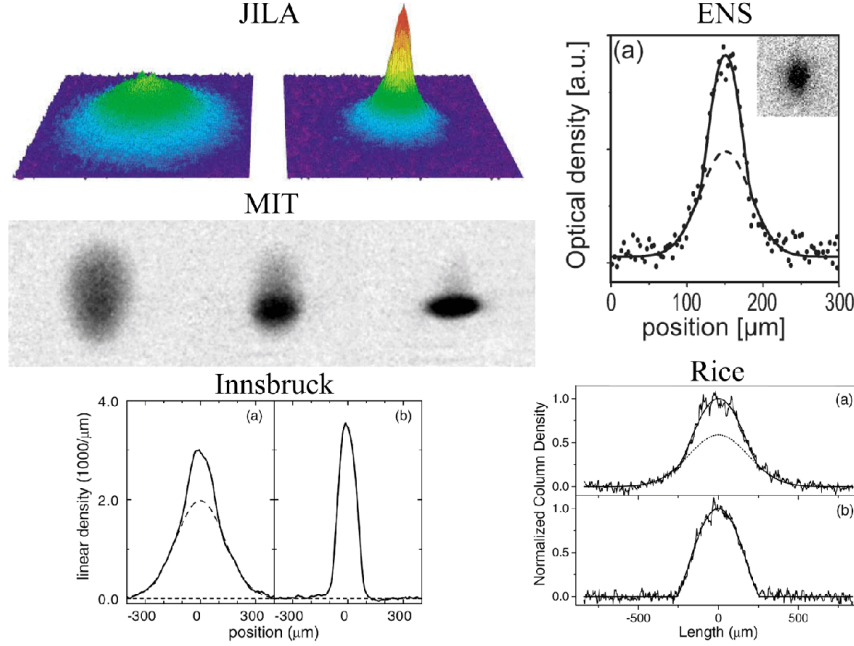 JILA
ENS
(a)
Optical density [a.u.]
0 100 200 300
position [μm]
MIT
Innsbruck
4.0
2.0
0.0
linear density (1000/μm)
(a)
(b)
-300 0 300 -300 0 300
position (μm)
Rice
Normalized Column Density
1.0
0.5
0.0
(a)
1.0
0.5
0.0
(b)
-500 0 500
Length (μm)